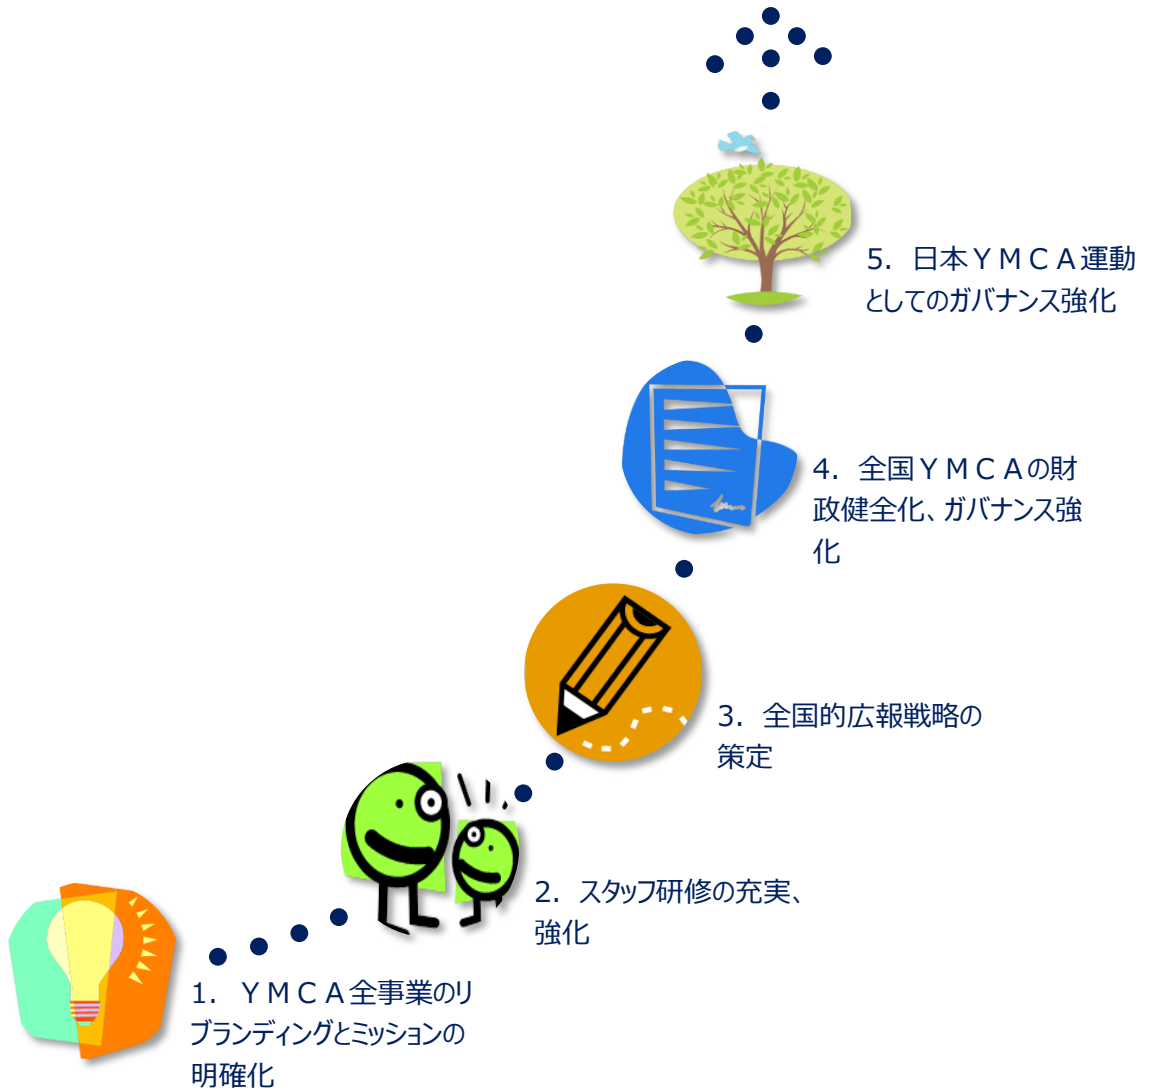 5. 日本ＹＭＣＡ運動
としてのガバナンス強化
4. 全国ＹＭＣＡの財
政健全化、ガバナンス強
化
3. 全国的広報戦略の
策定
2. スタッフ研修の充実、
強化
1. ＹＭＣＡ全事業のリ
ブランディングとミッションの
明確化